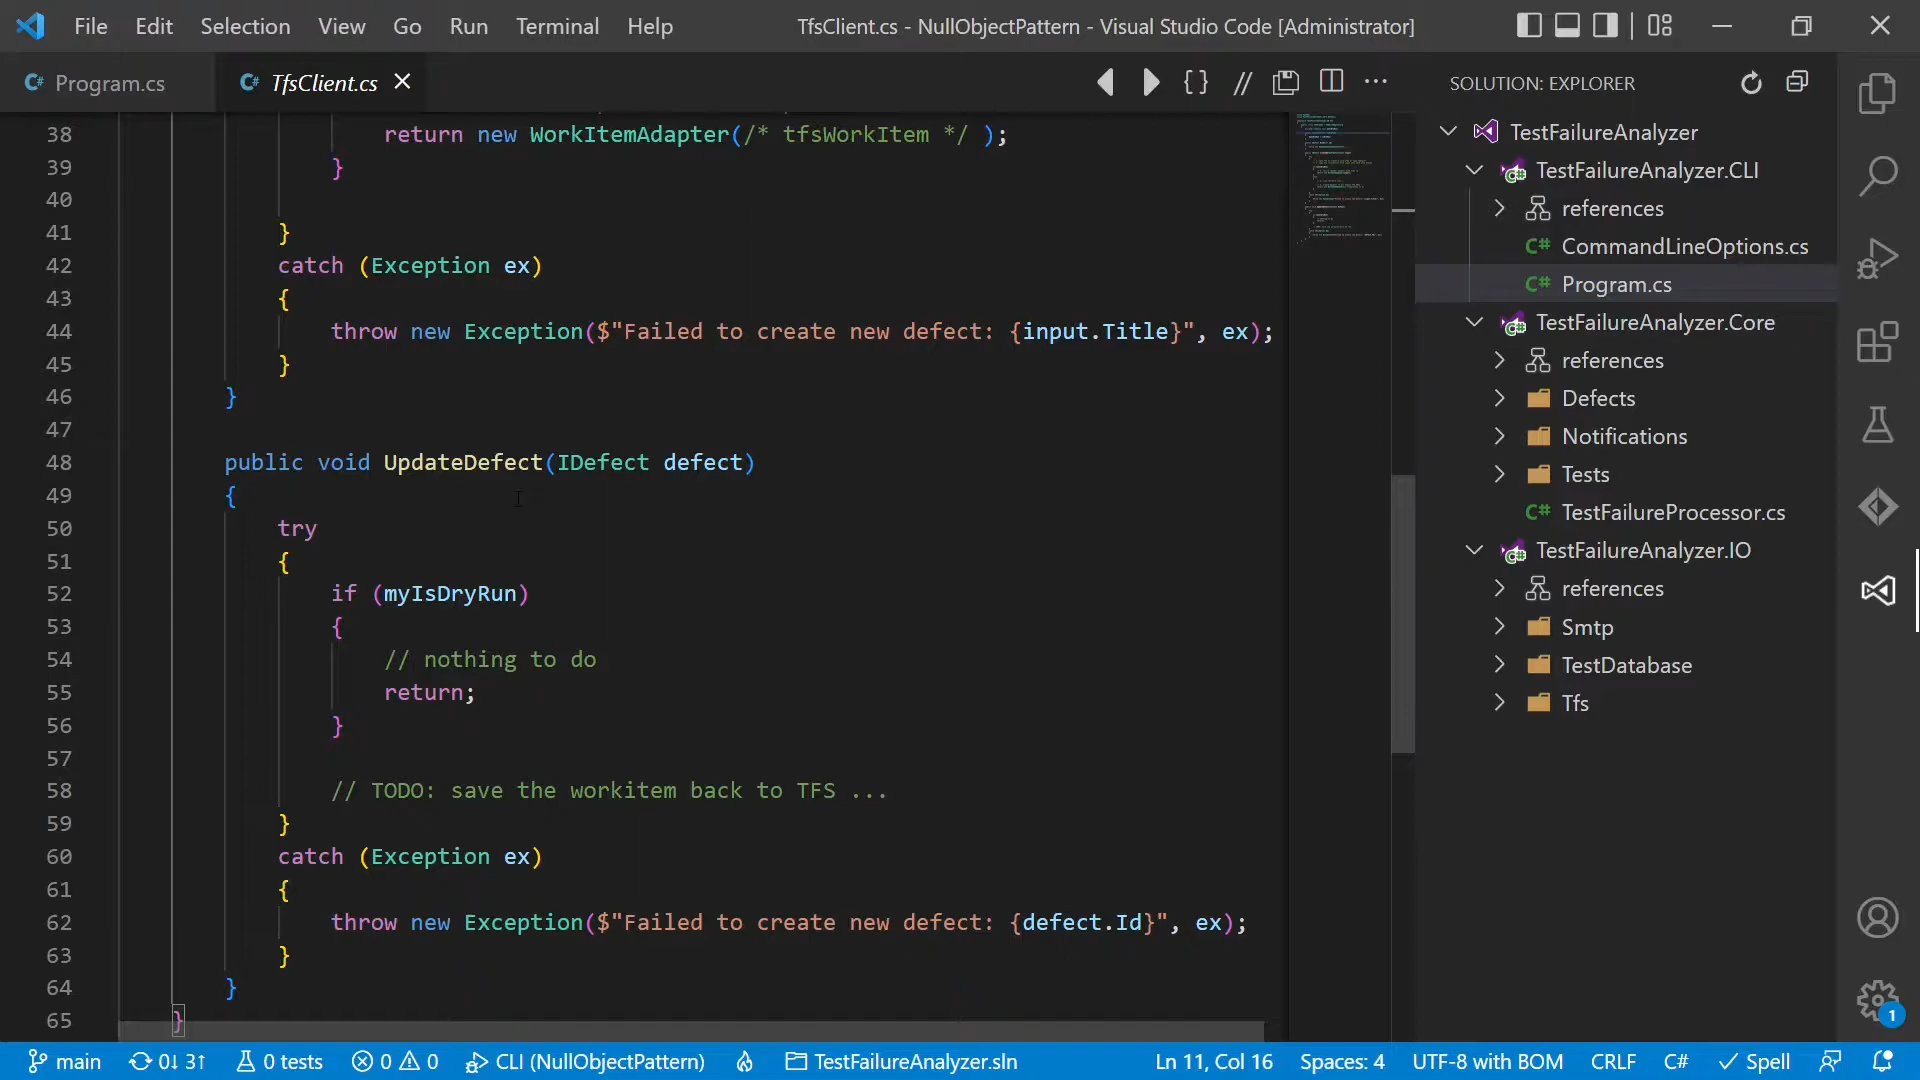 File Edit Selection View Go Run Terminal Help TfsClient.cs - NullObjectPattern - Visual Studio Code [Administrator]
C# Program.cs C# TfsClient.cs
SOLUTION: EXPLORER
38 return new WorkItemAdapter(/* tfsWorkItem */ );
39 }
40
41 }
42 catch (Exception ex)
43 {
44 throw new Exception($"Failed to create new defect: {input.Title}", ex);
45 }
46 }
47
48 public void UpdateDefect(IDefect defect)
49 {
50 try
51 {
52 if (myIsDryRun)
53 {
54 // nothing to do
55 return;
56 }
57
58 // TODO: save the workitem back to TFS ...
59 }
60 catch (Exception ex)
61 {
62 throw new Exception($"Failed to create new defect: {defect.Id}", ex);
63 }
64 }
65 }
TestFailureAnalyzer
TestFailureAnalyzer.CLI
references
C# CommandLineOptions.cs
C# Program.cs
TestFailureAnalyzer.Core
references
Defects
Notifications
Tests
C# TestFailureProcessor.cs
TestFailureAnalyzer.IO
references
Smtp
TestDatabase
Tfs
1
main 0↓ 3↑ 0 tests 0 0 CLI (NullObjectPattern) TestFailureAnalyzer.sln Ln 11, Col 16 Spaces: 4 UTF-8 with BOM CRLF C# Spell